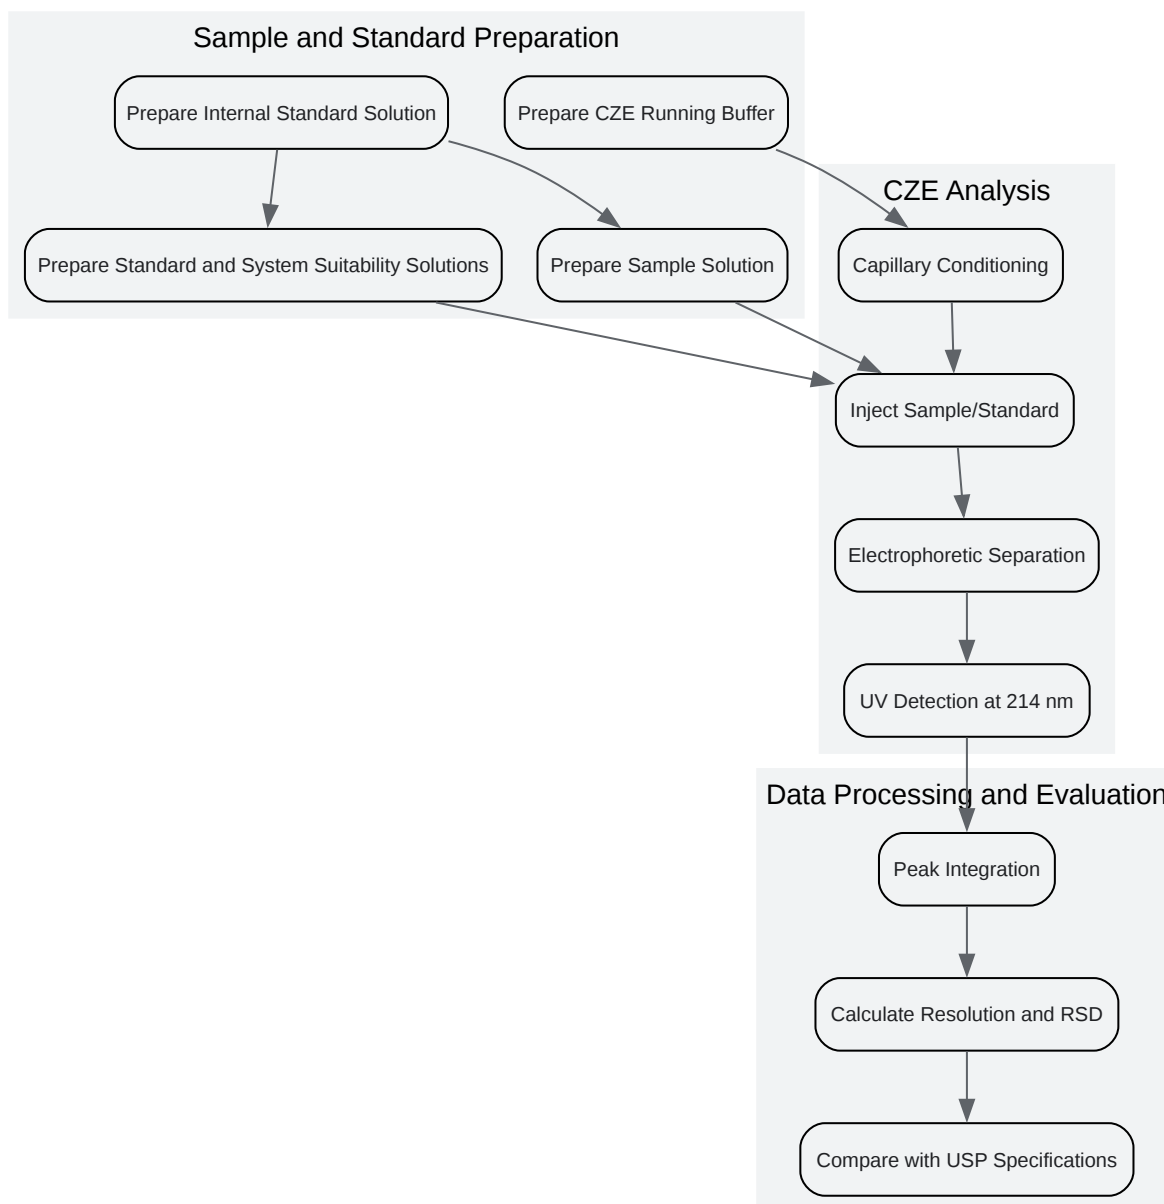 Sample and Standard Preparation
Prepare Internal Standard Solution
Prepare CZE Running Buffer
CZE Analysis
Prepare Standard and System Suitability Solutions
Prepare Sample Solution
Capillary Conditioning
Inject Sample/Standard
Electrophoretic Separation
UV Detection at 214 nm
Data Processing and Evaluation
Peak Integration
Calculate Resolution and RSD
Compare with USP Specifications